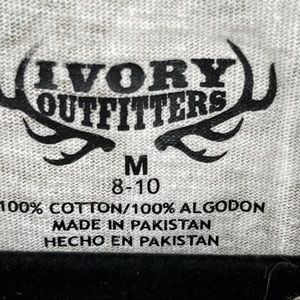 IVORY
OUTFITTERS
M
8-10
100% COTTON/100% ALGODON
MADE IN PAKISTAN
HECHO EN PAKISTAN